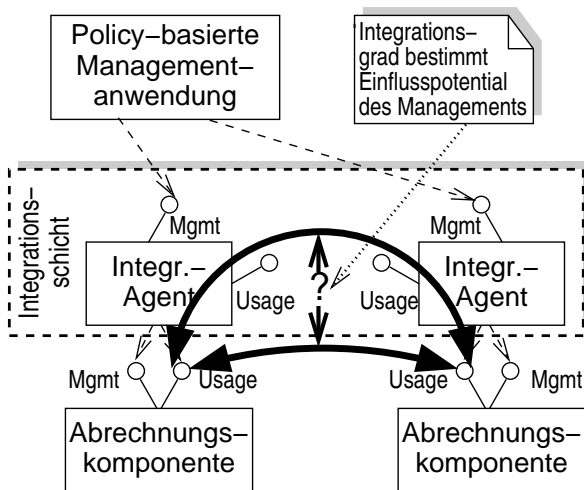 Policy–basierte
Management–
anwendung
Integrations–
grad bestimmt
Einflusspotential
des Managements
Integrations–
schicht
Mgmt
Mgmt
Integr.–
Agent
Usage
?
Usage
Integr.–
Agent
Mgmt
Usage
Usage
Mgmt
Abrechnungs–
komponente
Abrechnungs–
komponente